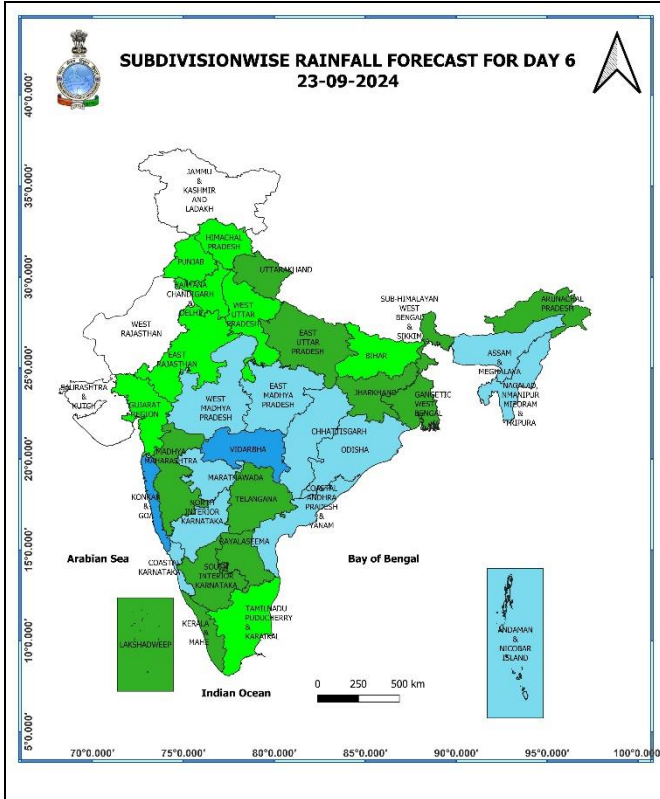 SUBDIVISIONWISE RAINFALL FORECAST FOR DAY 6
23-09-2024
40°0.000'
35°0.000'
30°0.000'
25°0.000'
20°0.000'
15°0.000'
10°0.000'
5°0.000'
JAMMU
&
KASHMIR
AND
LADAKH
HIMACHAL
PRADESH
PUNJAB
UTTARAKHAND
HARYANA
CHANDIGARH
&
DELHI
WEST
UTTAR
PRADESH
WEST
RAJASTHAN
EAST
RAJASTHAN
EAST
UTTAR
PRADESH
SUB-HIMALAYAN
WEST
BENGAL
&
SIKKIM
ARUNACHAL
PRADESH
BIHAR
ASSAM
&
MEGHALAYA
NAGALAD,
NMANIPUR
MIZORAM
&
TRIPURA
SAURASHTRA
&
KUTCH
GUJARAT
REGION
WEST
MADHYA
PRADESH
EAST
MADHYA
PRADESH
JHARKHAND
GANGETIC
WEST
BENGAL
CHHATTISGARH
ODISHA
MADHYA
MAHARASHTRA
VIDARBHA
MARATHAWADA
KONKAN
&
GOA
NORTH
INTERIOR
KARNATAKA
TELANGANA
COASTAL
ANDHRA
PRADESH
&
YANAM
RAYALASEEMA
Arabian Sea
Bay of Bengal
COASTAL
KARNATAKA
SOUTH
INTERIOR
KARNATAKA
TAMILNADU
PUDUCHERRY
&
KARAIKAL
KERALA
&
MAHE
LAKSHADWEEP
ANDAMAN
&
NICOBAR
ISLAND
Indian Ocean
0 250 500 km
70°0.000' 75°0.000' 80°0.000' 85°0.000' 90°0.000' 95°0.000' 100°0.000'